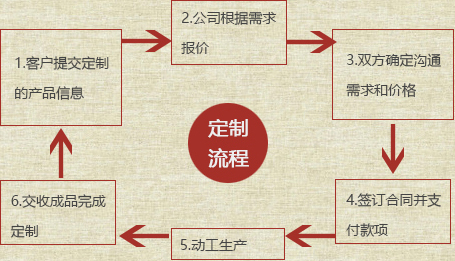 1.客户提交定制
的产品信息
2.公司根据需求
报价
3.双方确定沟通
需求和价格
4.签订合同并支
付款项
5.动工生产
6.交收成品完成
定制
定制
流程